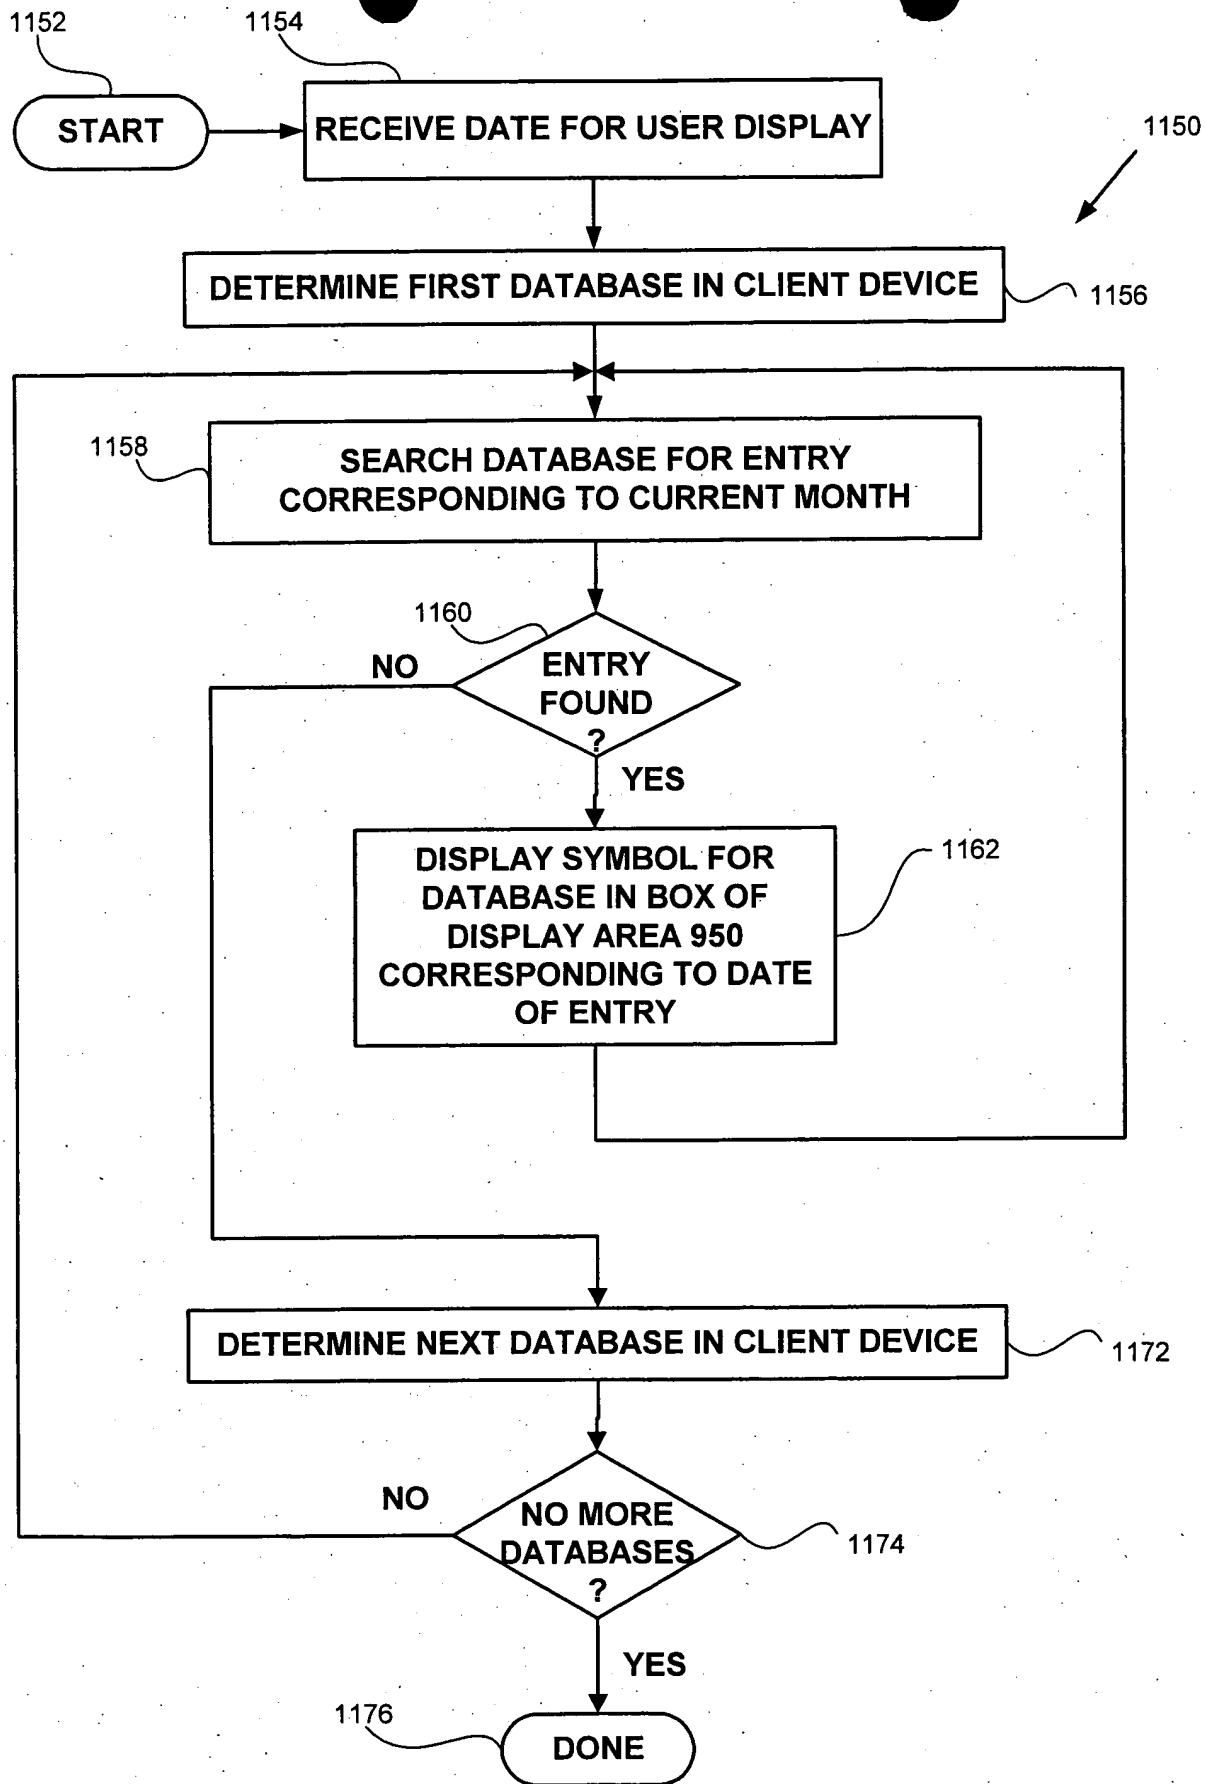 1152
1154
START
RECEIVE DATE FOR USER DISPLAY
1150
DETERMINE FIRST DATABASE IN CLIENT DEVICE
1156
1158
SEARCH DATABASE FOR ENTRY
CORRESPONDING TO CURRENT MONTH
1160
NO
ENTRY
FOUND
?
YES
DISPLAY SYMBOL FOR
DATABASE IN BOX OF
DISPLAY AREA 950
CORRESPONDING TO DATE
OF ENTRY
1162
DETERMINE NEXT DATABASE IN CLIENT DEVICE
1172
NO
NO MORE
DATABASES
?
1174
YES
1176
DONE